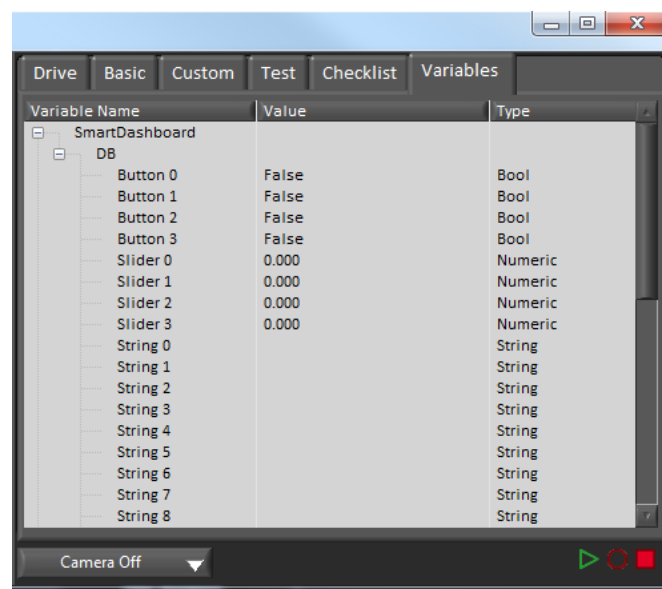 Drive Basic Custom Test Checklist Variables
Variable Name Value Type
SmartDashboard
DB
Button 0 False Bool
Button 1 False Bool
Button 2 False Bool
Button 3 False Bool
Slider 0 0.000 Numeric
Slider 1 0.000 Numeric
Slider 2 0.000 Numeric
Slider 3 0.000 Numeric
String 0 String
String 1 String
String 2 String
String 3 String
String 4 String
String 5 String
String 6 String
String 7 String
String 8 String
Camera Off